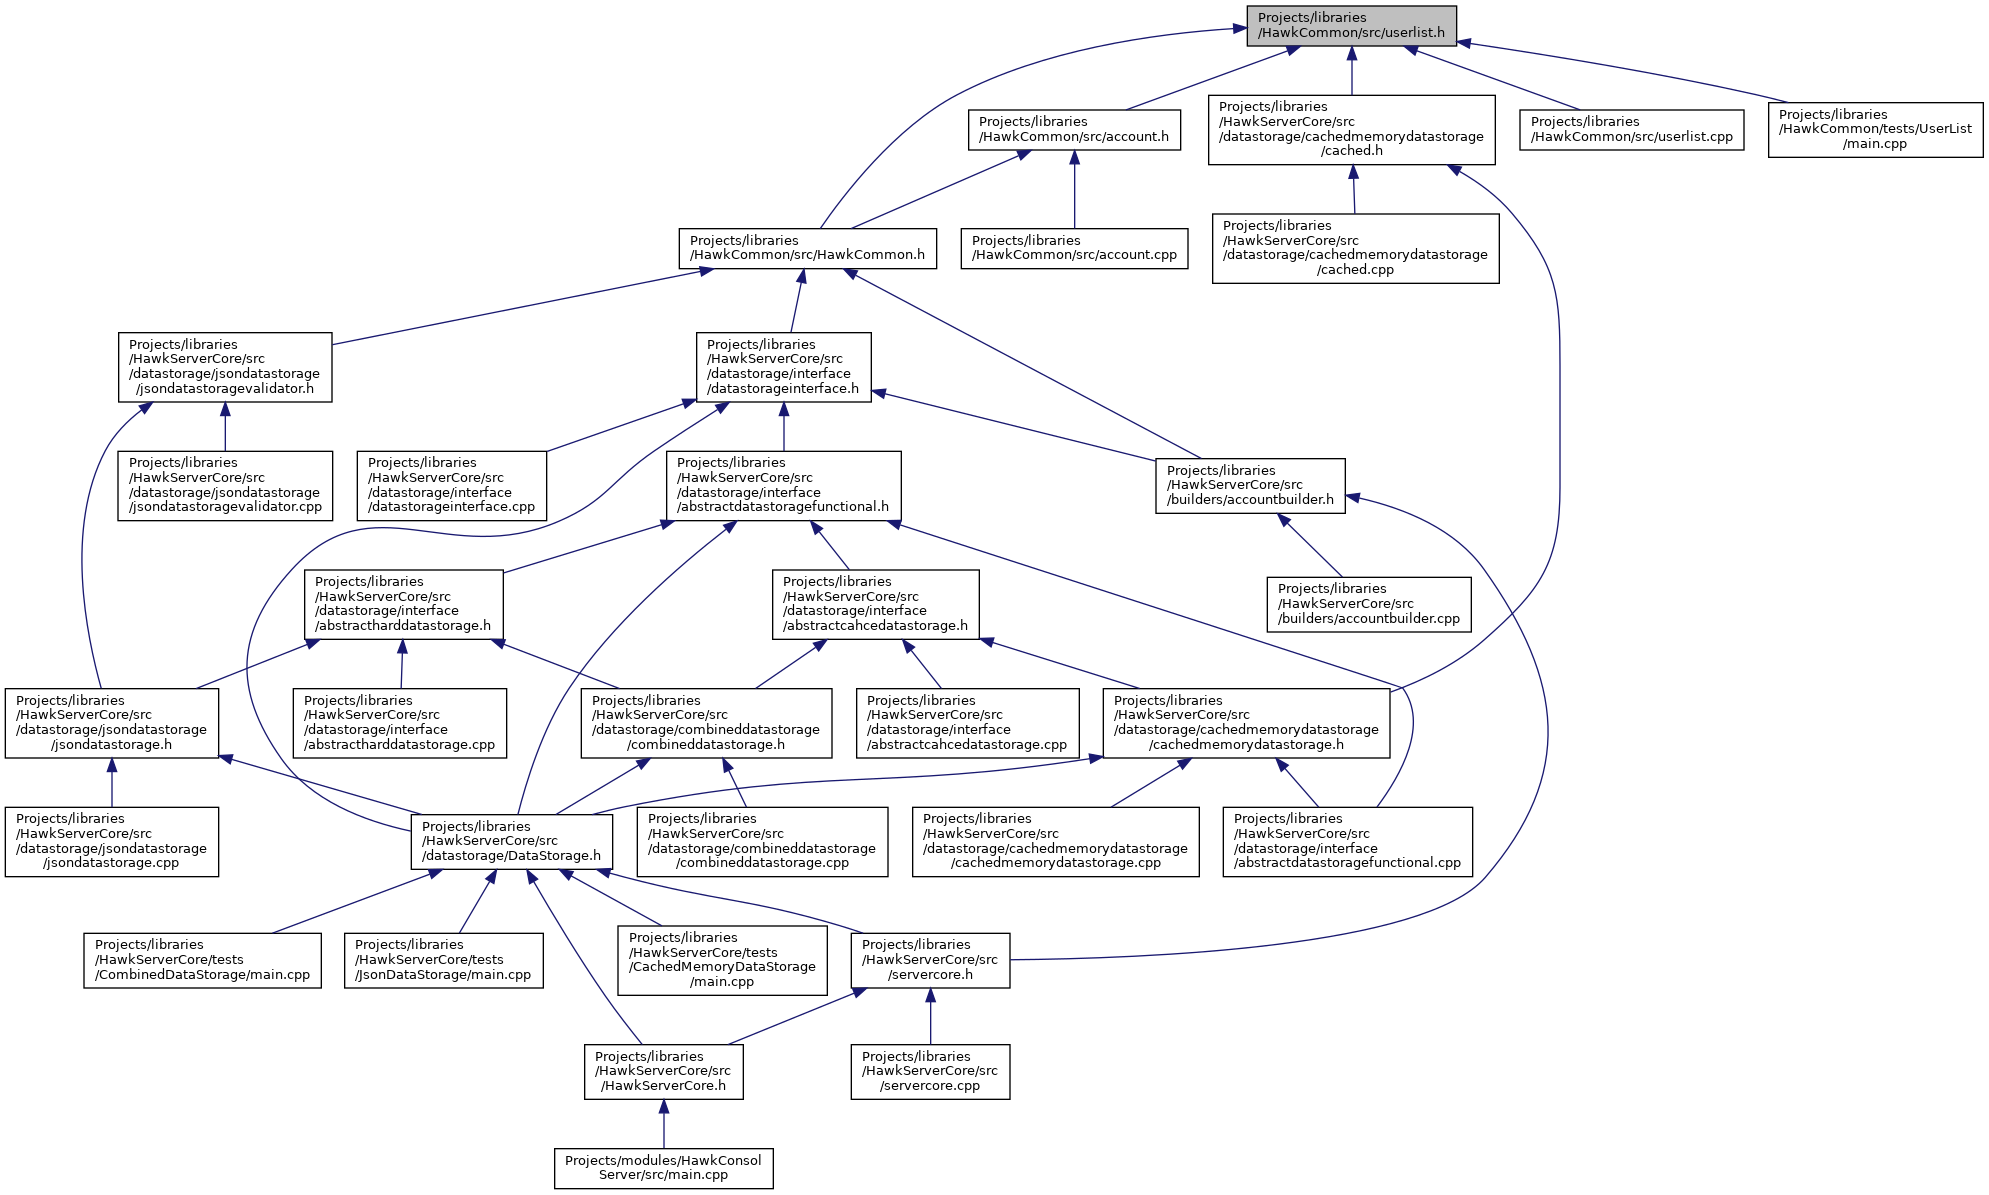 Projects/libraries
/HawkCommon/src/userlist.h
Projects/libraries
/HawkCommon/src/account.h
Projects/libraries
/HawkServerCore/src
/datastorage/cachedmemorydatastorage
/cached.h
Projects/libraries
/HawkCommon/src/userlist.cpp
Projects/libraries
/HawkCommon/tests/UserList
/main.cpp
Projects/libraries
/HawkCommon/src/HawkCommon.h
Projects/libraries
/HawkCommon/src/account.cpp
Projects/libraries
/HawkServerCore/src
/datastorage/cachedmemorydatastorage
/cached.cpp
Projects/libraries
/HawkServerCore/src
/datastorage/jsondatastorage
/jsondatastoragevalidator.h
Projects/libraries
/HawkServerCore/src
/datastorage/interface
/datastorageinterface.h
Projects/libraries
/HawkServerCore/src
/datastorage/jsondatastorage
/jsondatastoragevalidator.cpp
Projects/libraries
/HawkServerCore/src
/datastorage/interface
/datastorageinterface.cpp
Projects/libraries
/HawkServerCore/src
/datastorage/interface
/abstractdatastoragefunctional.h
Projects/libraries
/HawkServerCore/src
/builders/accountbuilder.h
Projects/libraries
/HawkServerCore/src
/datastorage/interface
/abstractharddatastorage.h
Projects/libraries
/HawkServerCore/src
/datastorage/interface
/abstractcahcedatastorage.h
Projects/libraries
/HawkServerCore/src
/builders/accountbuilder.cpp
Projects/libraries
/HawkServerCore/src
/datastorage/jsondatastorage
/jsondatastorage.h
Projects/libraries
/HawkServerCore/src
/datastorage/interface
/abstractharddatastorage.cpp
Projects/libraries
/HawkServerCore/src
/datastorage/combineddatastorage
/combineddatastorage.h
Projects/libraries
/HawkServerCore/src
/datastorage/interface
/abstractcahcedatastorage.cpp
Projects/libraries
/HawkServerCore/src
/datastorage/cachedmemorydatastorage
/cachedmemorydatastorage.h
Projects/libraries
/HawkServerCore/src
/datastorage/jsondatastorage
/jsondatastorage.cpp
Projects/libraries
/HawkServerCore/src
/datastorage/DataStorage.h
Projects/libraries
/HawkServerCore/src
/datastorage/combineddatastorage
/combineddatastorage.cpp
Projects/libraries
/HawkServerCore/src
/datastorage/cachedmemorydatastorage
/cachedmemorydatastorage.cpp
Projects/libraries
/HawkServerCore/src
/datastorage/interface
/abstractdatastoragefunctional.cpp
Projects/libraries
/HawkServerCore/tests
/CombinedDataStorage/main.cpp
Projects/libraries
/HawkServerCore/tests
/JsonDataStorage/main.cpp
Projects/libraries
/HawkServerCore/tests
/CachedMemoryDataStorage
/main.cpp
Projects/libraries
/HawkServerCore/src
/servercore.h
Projects/libraries
/HawkServerCore/src
/HawkServerCore.h
Projects/libraries
/HawkServerCore/src
/servercore.cpp
Projects/modules/HawkConsol
Server/src/main.cpp